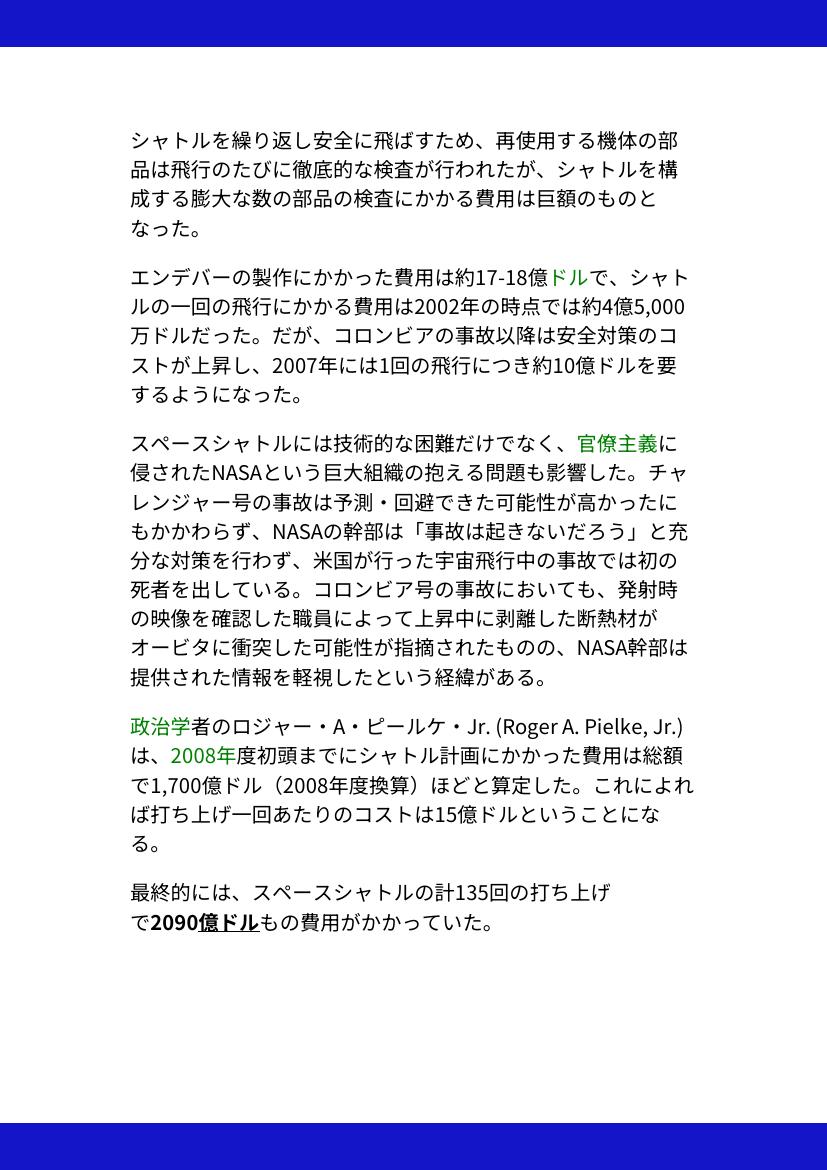 シャトルを繰り返し安全に飛ばすため、再使用する機体の部
品は飛行のたびに徹底的な検査が行われたが、シャトルを構
成する膨大な数の部品の検査にかかる費用は巨額のものと
なった。
エンデバーの製作にかかった費用は約17-18億ドルで、シャト
ルの一回の飛行にかかる費用は2002年の時点では約4億5,000
万ドルだった。だが、コロンビアの事故以降は安全対策のコ
ストが上昇し、2007年には1回の飛行につき約10億ドルを要
するようになった。
スペースシャトルには技術的な困難だけでなく、官僚主義に
侵されたNASAという巨大組織の抱える問題も影響した。チャ
レンジャー号の事故は予測・回避できた可能性が高かったに
もかかわらず、NASAの幹部は「事故は起きないだろう」と充
分な対策を行わず、米国が行った宇宙飛行中の事故では初の
死者を出している。コロンビア号の事故においても、発射時
の映像を確認した職員によって上昇中に剥離した断熱材が
オービタに衝突した可能性が指摘されたものの、NASA幹部は
提供された情報を軽視したという経緯がある。
政治学者のロジャー・A・ピールケ・Jr. (Roger A. Pielke, Jr.)
は、2008年度初頭までにシャトル計画にかかった費用は総額
で1,700億ドル（2008年度換算）ほどと算定した。これによれ
ば打ち上げ一回あたりのコストは15億ドルということにな
る。
最終的には、スペースシャトルの計135回の打ち上げ
で2090億ドルもの費用がかかっていた。